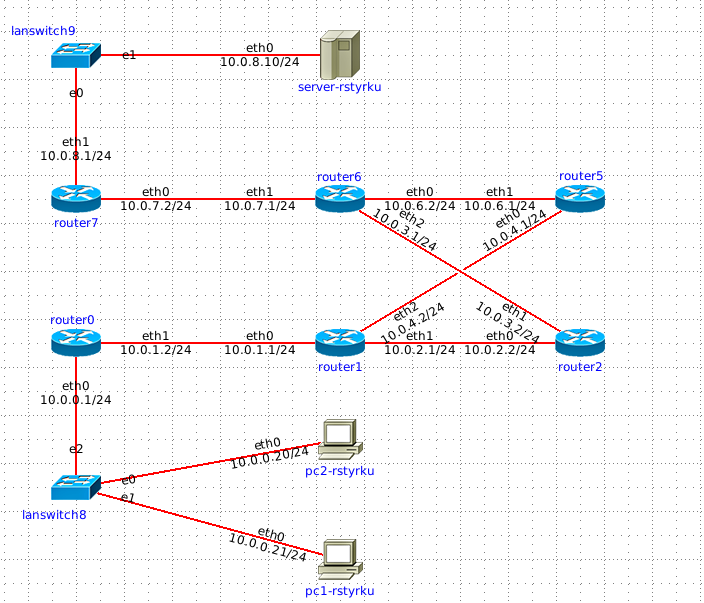 lanswitch9
e1
eth0
10.0.8.10/24
server-rstyrku
e0
eth1
10.0.8.1/24
router7
eth0
10.0.7.2/24
eth1
10.0.7.1/24
router6
eth0
10.0.6.2/24
eth1
10.0.6.1/24
router5
eth2
10.0.3.1/24
eth0
10.0.4.1/24
router0
eth1
10.0.1.2/24
eth0
10.0.1.1/24
router1
eth2
10.0.4.2/24
eth1
10.0.2.1/24
eth1
10.0.3.2/24
eth0
10.0.2.2/24
router2
eth0
10.0.0.1/24
e2
lanswitch8
e0
eth0
10.0.0.20/24
pc2-rstyrku
e1
eth0
10.0.0.21/24
pc1-rstyrku